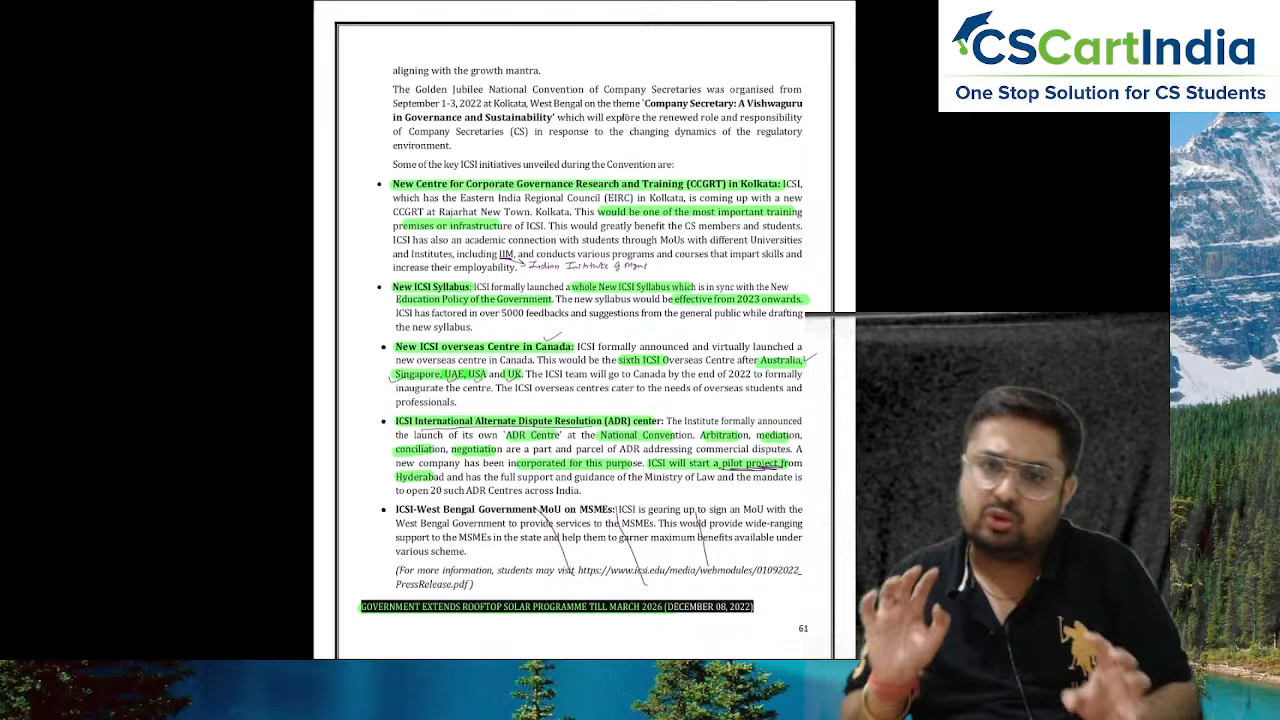 aligning with the growth mantra.
The Golden Jubilee National Convention of Company Secretaries was organised from
September 1-3, 2022 at Kolkata, West Bengal on the theme `Company Secretary: A Vishwaguru
in Governance and Sustainability' which will explore the renewed role and responsibility
of Company Secretaries (CS) in response to the changing dynamics of the regulatory
environment.
Some of the key ICSI initiatives unveiled during the Convention are:
• New Centre for Corporate Governance Research and Training (CCGRT) in Kolkata: ICSI,
which has the Eastern India Regional Council (EIRC) in Kolkata, is coming up with a new
CCGRT at Rajarhat New Town. Kolkata. This would be one of the most important training
premises or infrastructure of ICSI. This would greatly benefit the CS members and students.
ICSI has also an academic connection with students through MoUs with different Universities
and Institutes, including IIM, and conducts various programs and courses that impart skills and
increase their employability. Indian Institute of Mgmt
• New ICSI Syllabus: ICSI formally launched a whole New ICSI Syllabus which is in sync with the New
Education Policy of the Government. The new syllabus would be effective from 2023 onwards.
ICSI has factored in over 5000 feedbacks and suggestions from the general public while drafting
the new syllabus.
• New ICSI overseas Centre in Canada: ICSI formally announced and virtually launched a
new overseas centre in Canada. This would be the sixth ICSI Overseas Centre after Australia,
Singapore, UAE, USA and UK. The ICSI team will go to Canada by the end of 2022 to formally
inaugurate the centre. The ICSI overseas centres cater to the needs of overseas students and
professionals.
• ICSI International Alternate Dispute Resolution (ADR) center: The Institute formally announced
the launch of its own `ADR Centre' at the National Convention. Arbitration, mediation,
conciliation, negotiation are a part and parcel of ADR addressing commercial disputes. A
new company has been incorporated for this purpose. ICSI will start a pilot project from
Hyderabad and has the full support and guidance of the Ministry of Law and the mandate is
to open 20 such ADR Centres across India.
• ICSI-West Bengal Government MoU on MSMEs: ICSI is gearing up to sign an MoU with the
West Bengal Government to provide services to the MSMEs. This would provide wide-ranging
support to the MSMEs in the state and help them to garner maximum benefits available under
various scheme.
(For more information, students may visit https://www.icsi.edu/media/webmodules/01092022_
PressRelease.pdf)
GOVERNMENT EXTENDS ROOFTOP SOLAR PROGRAMME TILL MARCH 2026 (DECEMBER 08, 2022)
61
CSCartIndia
One Stop Solution for CS Students